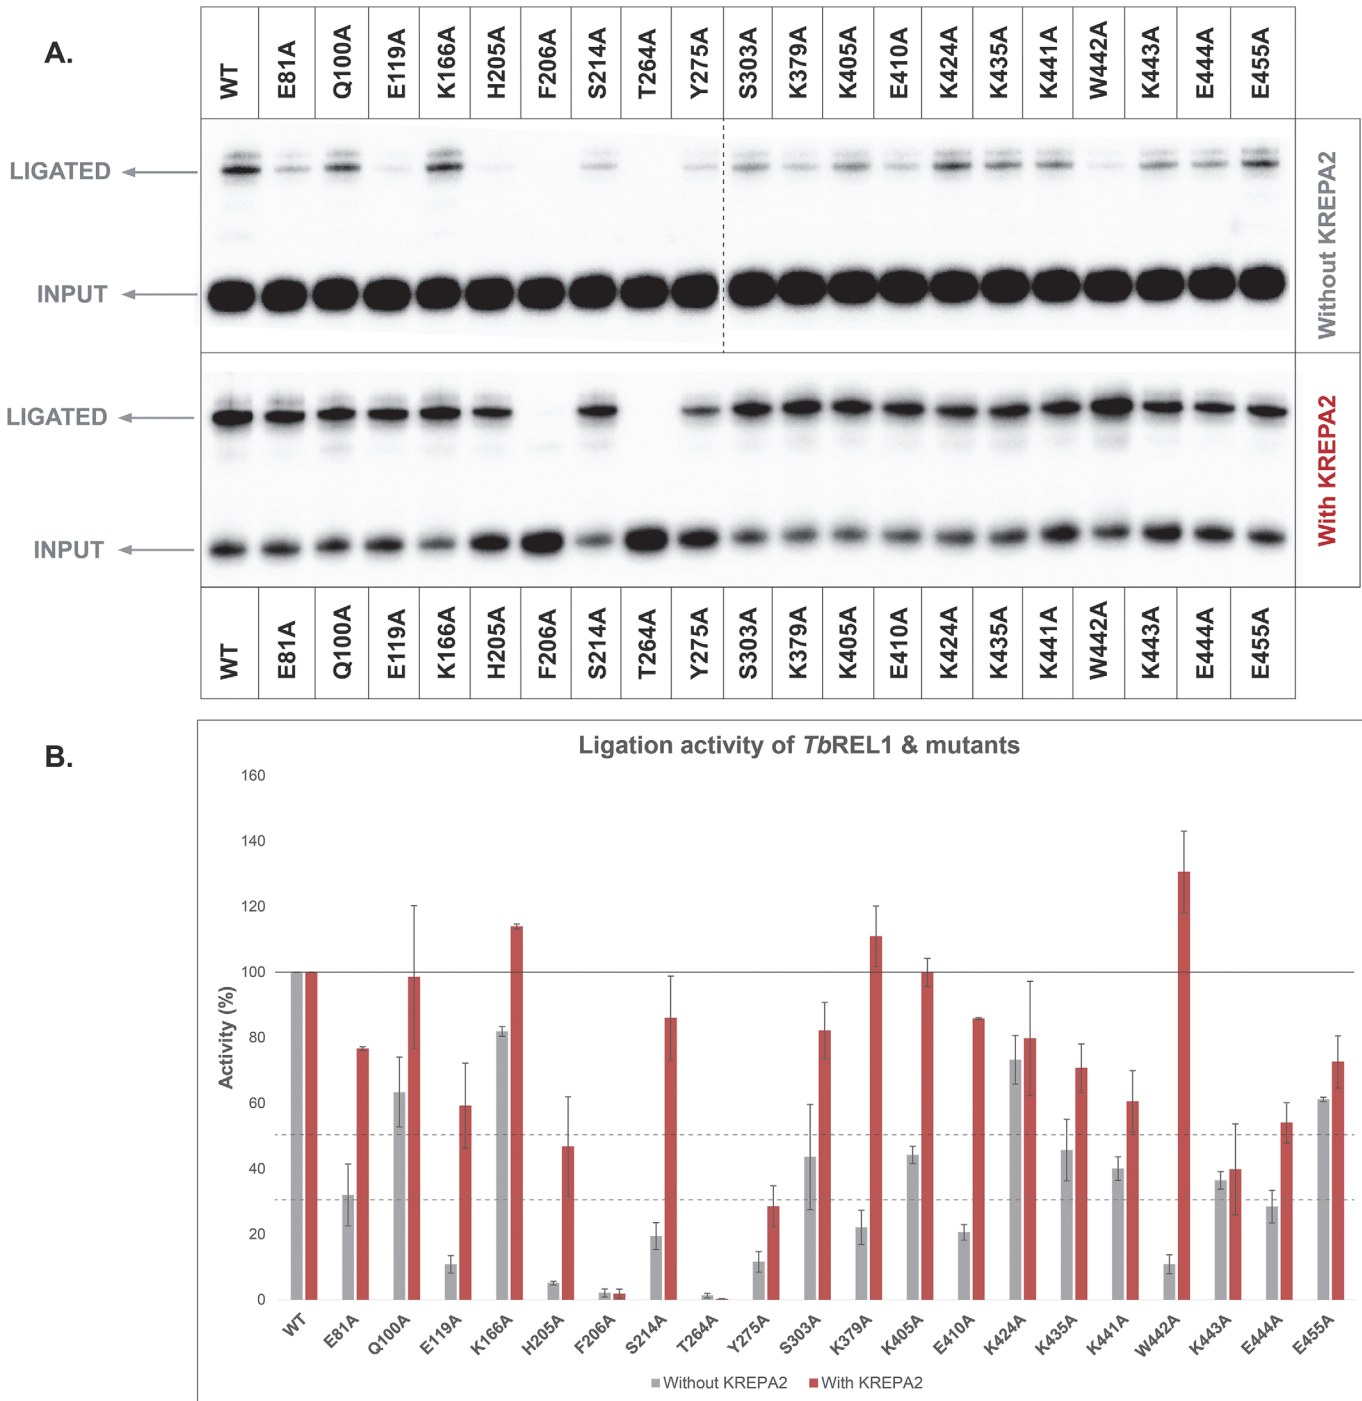 A.
WT E81A Q100A E119A K166A H205A F206A S214A T264A Y275A S303A K379A K405A E410A K424A K435A K441A W442A K443A E444A E455A
LIGATED
INPUT
Without KREPA2
LIGATED
INPUT
With KREPA2
WT E81A Q100A E119A K166A H205A F206A S214A T264A Y275A S303A K379A K405A E410A K424A K435A K441A W442A K443A E444A E455A
B.
Ligation activity of TbREL1 & mutants
Activity (%)
160
140
120
100
80
60
40
20
0
WT E81A Q100A E119A K166A H205A F206A S214A T264A Y275A S303A K379A K405A E410A K424A K435A K441A W442A K443A E444A E455A
Without KREPA2 With KREPA2